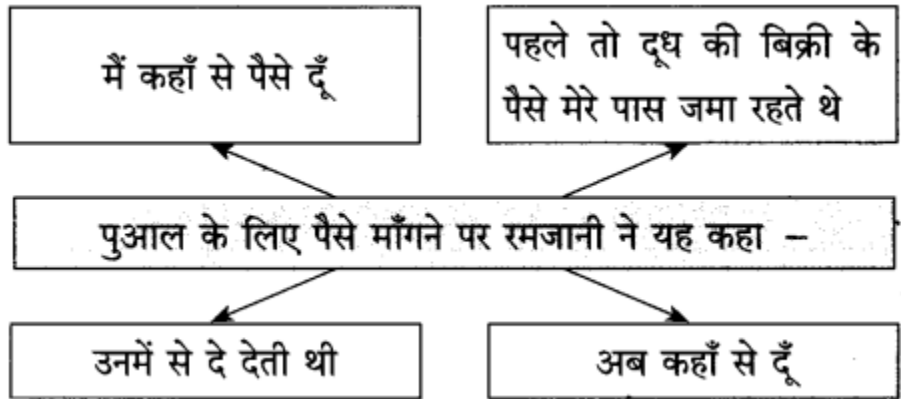 मैं कहाँ से पैसे दूँ
पहले तो दूध की बिक्री के
पैसे मेरे पास जमा रहते थे
पुआल के लिए पैसे माँगने पर रमजानी ने यह कहा –
उनमें से दे देती थी
अब कहाँ से दूँ